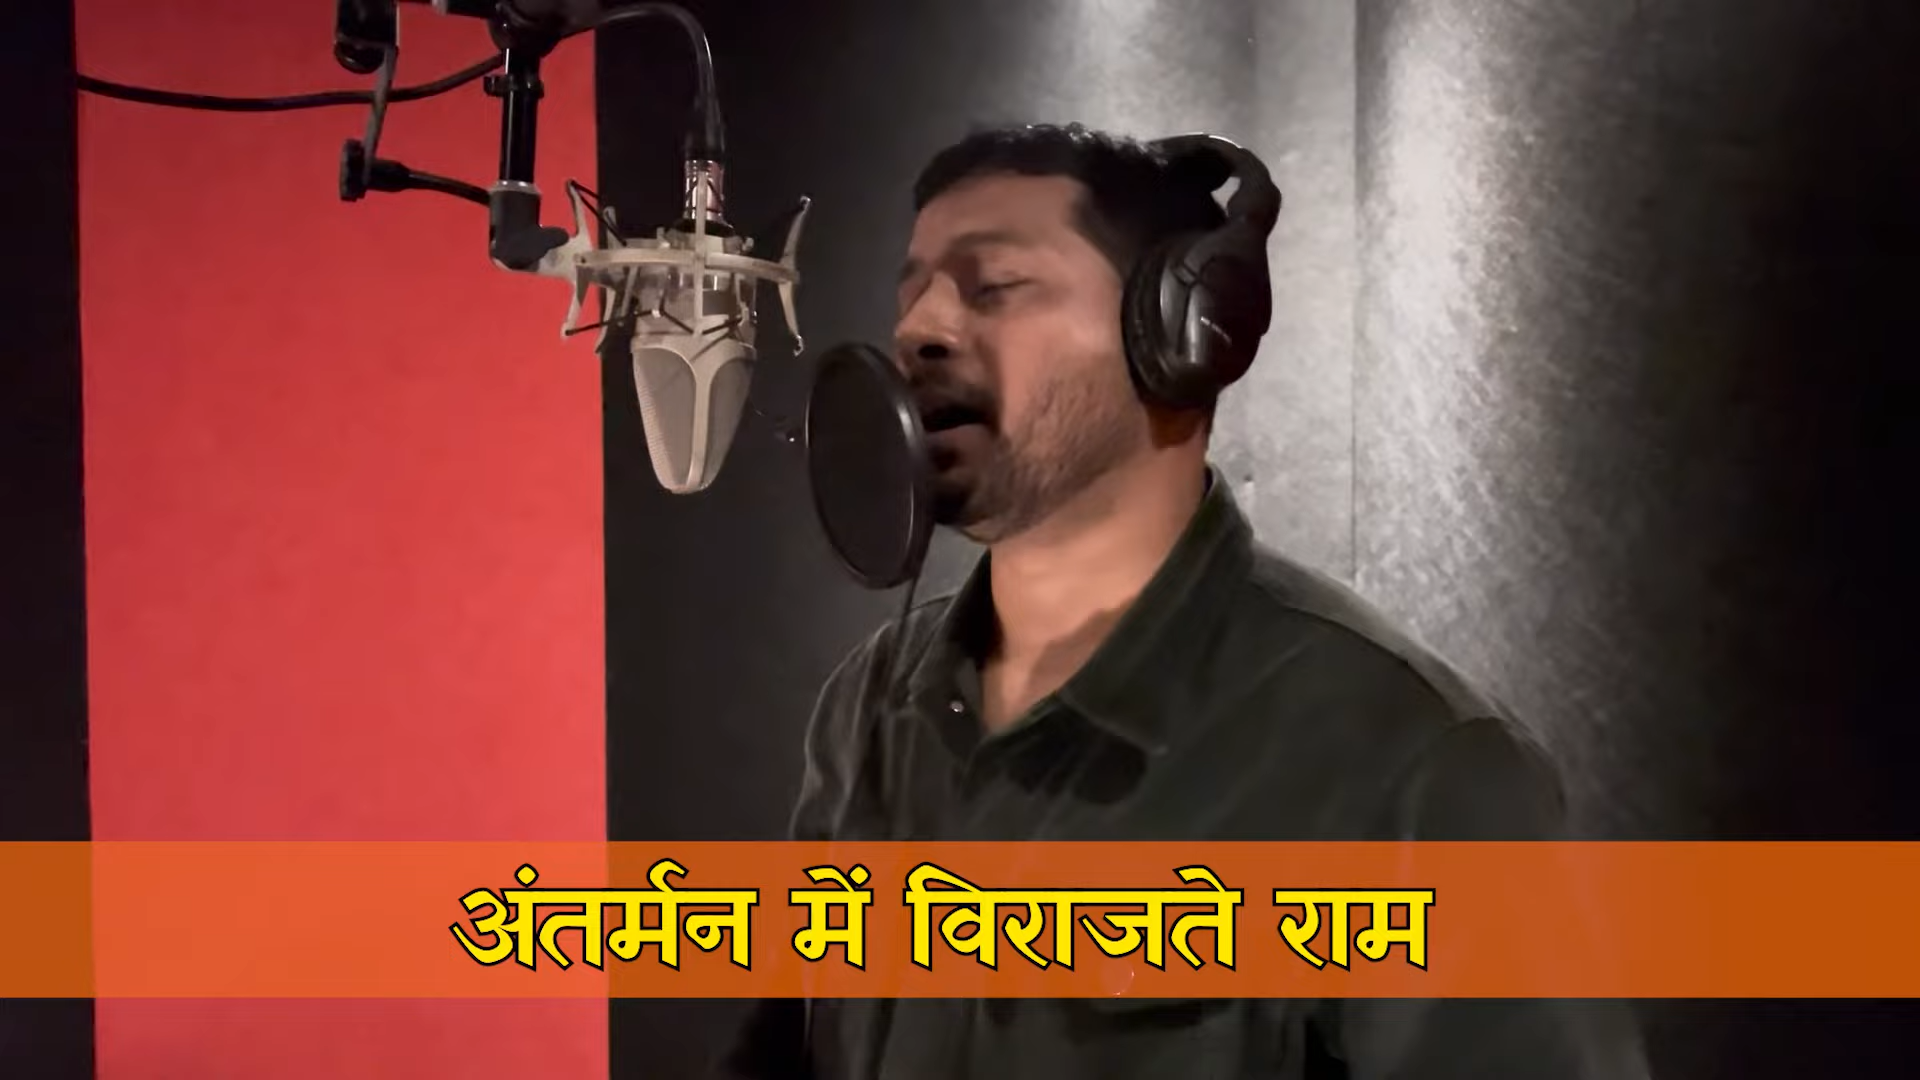 अंतर्मन में विराजते राम